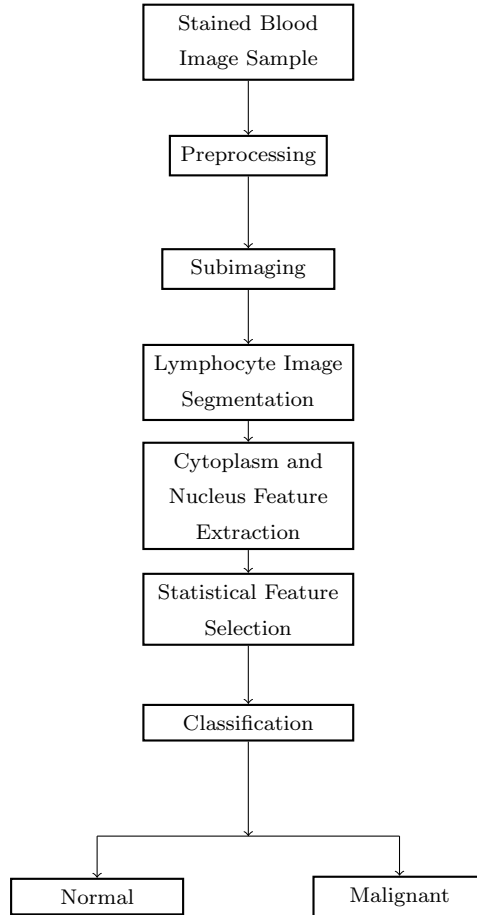 Stained Blood
Image Sample
Preprocessing
Subimaging
Lymphocyte Image
Segmentation
Cytoplasm and
Nucleus Feature
Extraction
Statistical Feature
Selection
Classification
Normal
Malignant